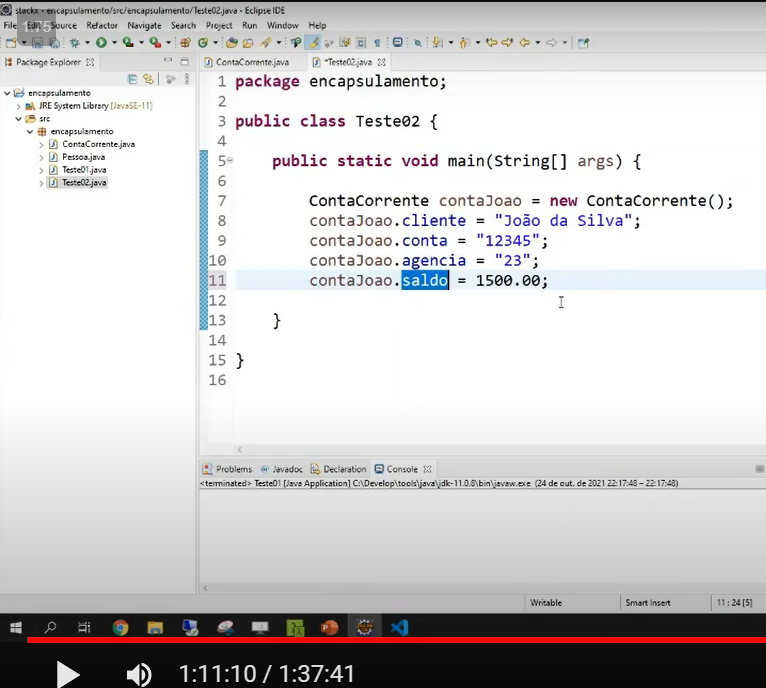 stackx - encapsulamento/src/encapsulamento/Teste02.java - Eclipse IDE
File Edit Source Refactor Navigate Search Project Run Window Help
1.75
Package Explorer
encapsulamento
JRE System Library [JavaSE-11]
src
encapsulamento
ContaCorrente.java
Pessoa.java
Teste01.java
Teste02.java
ContaCorrente.java *Teste02.java
1 package encapsulamento;
2
3 public class Teste02 {
4
5 public static void main(String[] args) {
6
7 ContaCorrente contaJoao = new ContaCorrente();
8 contaJoao.cliente = "João da Silva";
9 contaJoao.conta = "12345";
10 contaJoao.agencia = "23";
11 contaJoao.saldo = 1500.00;
12
13 }
14
15 }
16
Problems Javadoc Declaration Console
<terminated> Teste01 [Java Application] C:\Develop\tools\java\jdk-11.0.8\bin\javaw.exe (24 de out. de 2021 22:17:48 – 22:17:48)
Writable Smart Insert 11 : 24 [5]
1:11:10 / 1:37:41